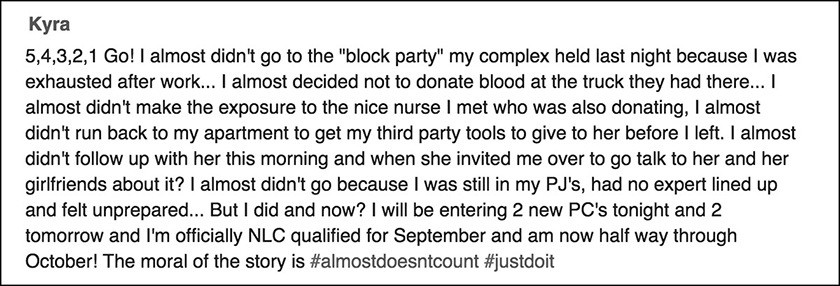 Kyra
5,4,3,2,1 Go! I almost didn't go to the "block party" my complex held last night because I was
exhausted after work... I almost decided not to donate blood at the truck they had there... I
almost didn't make the exposure to the nice nurse I met who was also donating, I almost
didn't run back to my apartment to get my third party tools to give to her before I left. I almost
didn't follow up with her this morning and when she invited me over to go talk to her and her
girlfriends about it? I almost didn't go because I was still in my PJ's, had no expert lined up
and felt unprepared... But I did and now? I will be entering 2 new PC's tonight and 2
tomorrow and I'm officially NLC qualified for September and am now half way through
October! The moral of the story is #almostdoesntcount #justdoit